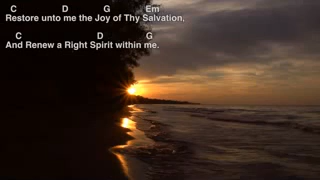 C D G Em
Restore unto me the Joy of Thy Salvation,
C D G
And Renew a Right Spirit within me.